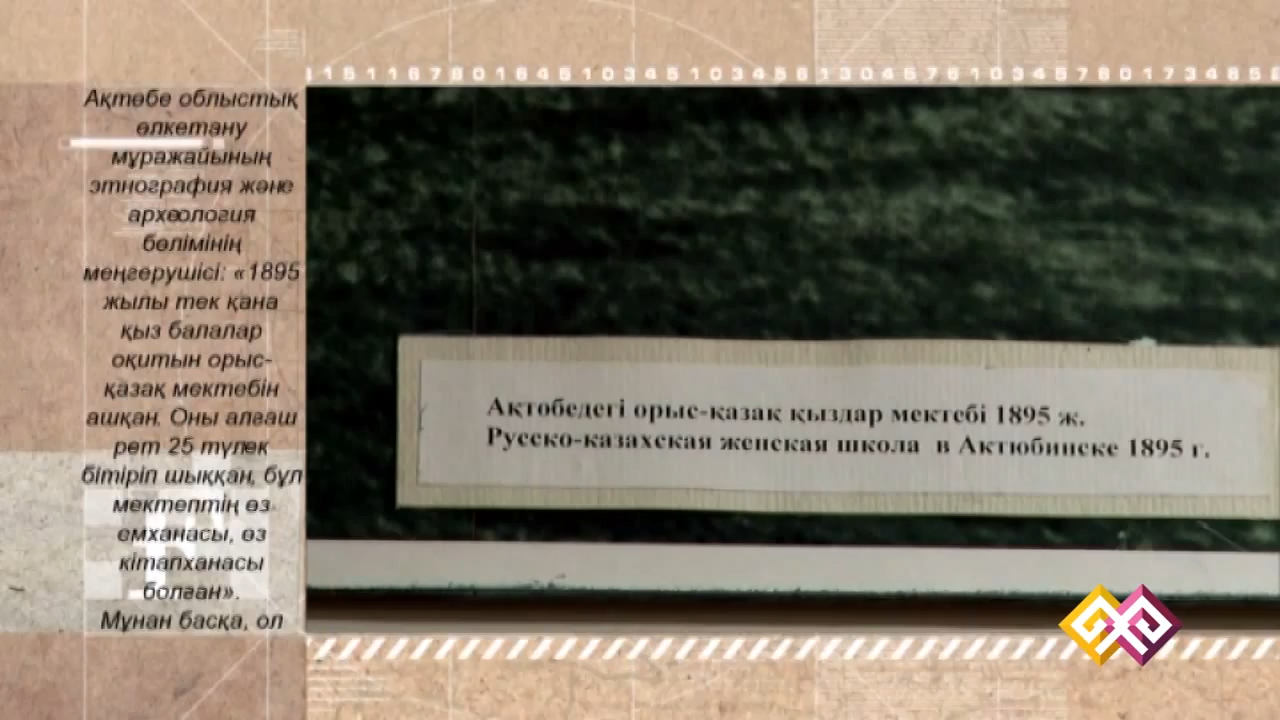 Ақтөбе облыстық
өлкетану
мұражайының
этнография және
археология
бөлімінің
меңгерушісі: «1895
жылы тек қана
қыз балалар
оқитын орыс-
қазақ мектебін
ашқан. Оны алғаш
рет 25 түлек
бітіріп шыққан, бұл
мектептің өз
емханасы, өз
кітапханасы
болған».
Мұнан басқа, ол
Ақтобедегі орыс-қазақ қыздар мектебі 1895 ж.
Русско-казахская женская школа в Актюбинске 1895 г.